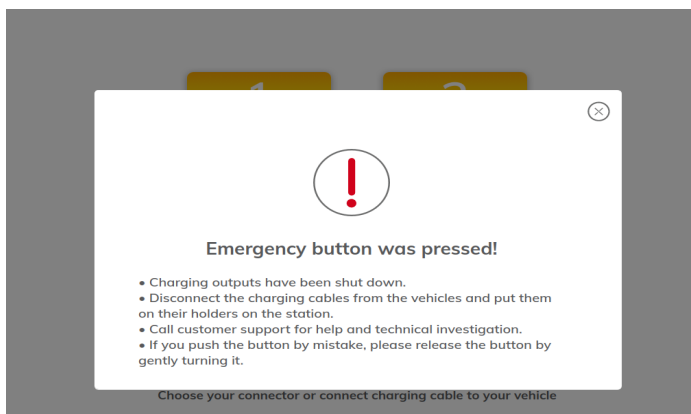 1 2
Emergency button was pressed!
• Charging outputs have been shut down.
• Disconnect the charging cables from the vehicles and put them
on their holders on the station.
• Call customer support for help and technical investigation.
• If you push the button by mistake, please release the button by
gently turning it.
Choose your connector or connect charging cable to your vehicle